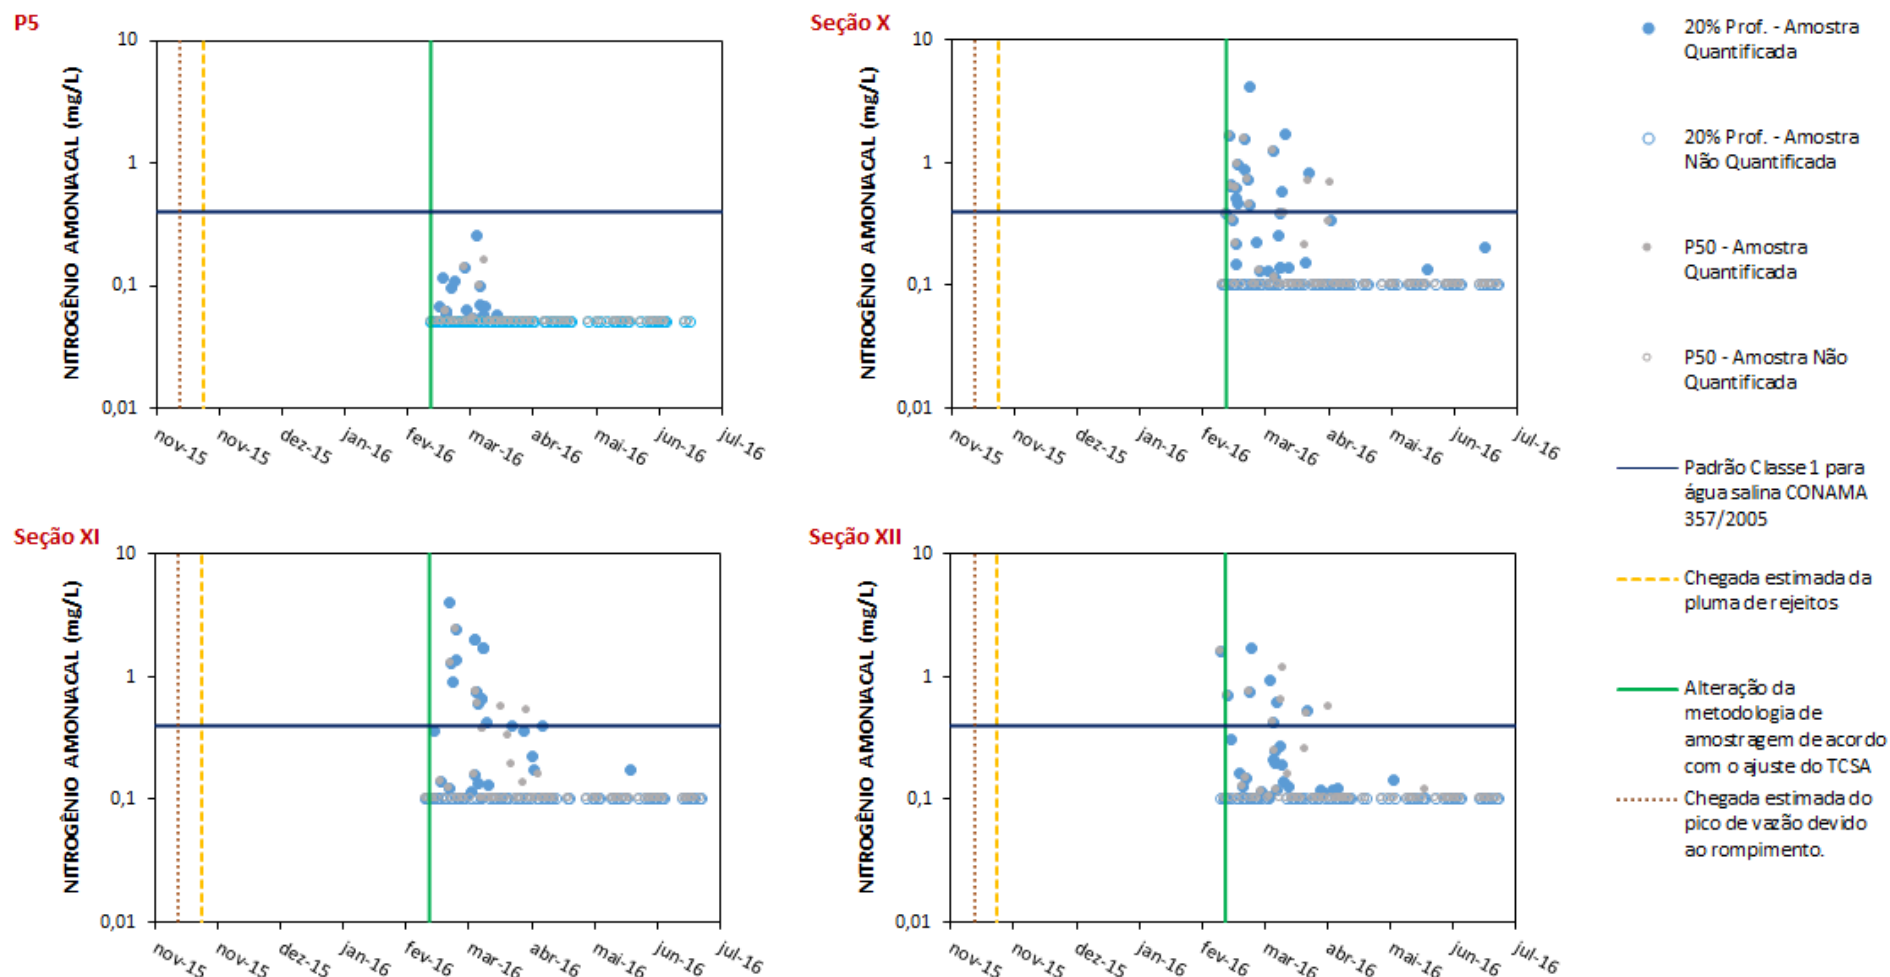 P5
NITROGÊNIO AMONIACAL (mg/L)
10
1
0,1
0,01
nov-15
nov-15
dez-15
jan-16
fev-16
mar-16
abr-16
mai-16
jun-16
jul-16
Seção X
NITROGÊNIO AMONIACAL (mg/L)
10
1
0,1
0,01
nov-15
nov-15
dez-15
jan-16
fev-16
mar-16
abr-16
mai-16
jun-16
jul-16
Seção XI
NITROGÊNIO AMONIACAL (mg/L)
10
1
0,1
0,01
nov-15
nov-15
dez-15
jan-16
fev-16
mar-16
abr-16
mai-16
jun-16
jul-16
Seção XII
NITROGÊNIO AMONIACAL (mg/L)
10
1
0,1
0,01
nov-15
nov-15
dez-15
jan-16
fev-16
mar-16
abr-16
mai-16
jun-16
jul-16
20% Prof. - Amostra
Quantificada
20% Prof. - Amostra
Não Quantificada
P50 - Amostra
Quantificada
P50 - Amostra Não
Quantificada
Padrão Classe 1 para
água salina CONAMA
357/2005
Chegada estimada da
pluma de rejeitos
Alteração da
metodologia de
amostragem de acordo
com o ajuste do TCSA
Chegada estimada do
pico de vazão devido
ao rompimento.